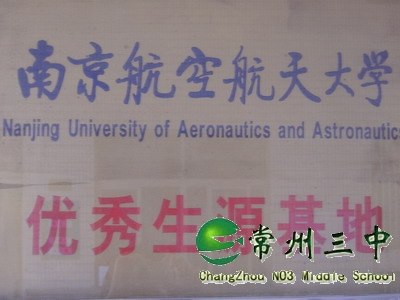 南京航空航天大学
Nanjing University of Aeronautics and Astronautics
优秀生源基地
常州三中
ChangZhou NO3 Middle School